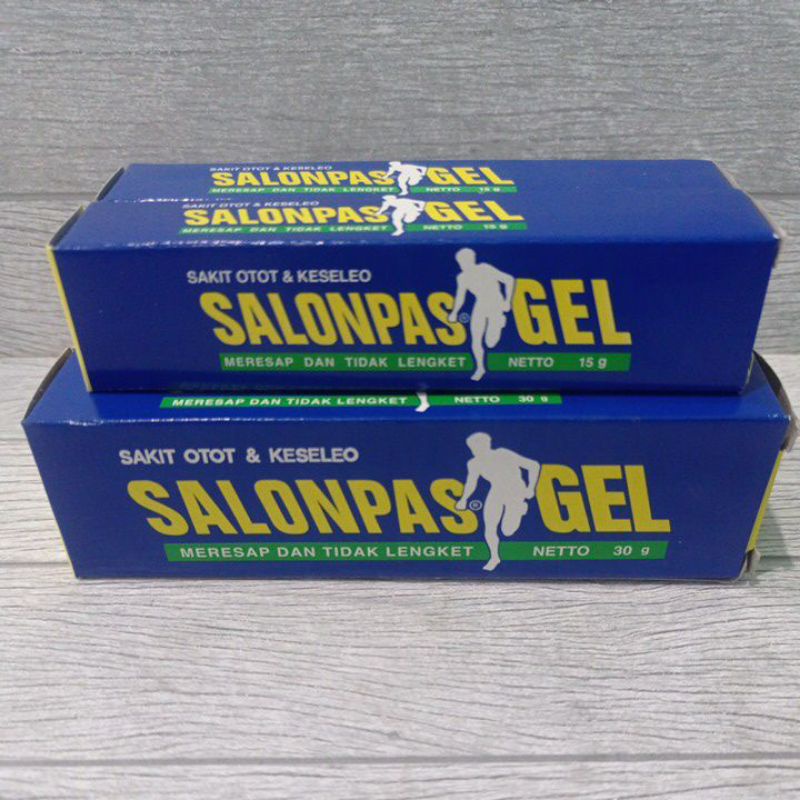 SAKIT OTOT & KESELEO
SALONPAS GEL
MERESAP DAN TIDAK LENGKET NETTO 15 g
SAKIT OTOT & KESELEO
SALONPAS GEL
MERESAP DAN TIDAK LENGKET NETTO 15 g
SAKIT OTOT & KESELEO
SALONPAS® GEL
MERESAP DAN TIDAK LENGKET NETTO 15 g
MERESAP DAN TIDAK LENGKET NETTO 30 g
SAKIT OTOT & KESELEO
SALONPAS® GEL
MERESAP DAN TIDAK LENGKET NETTO 30 g